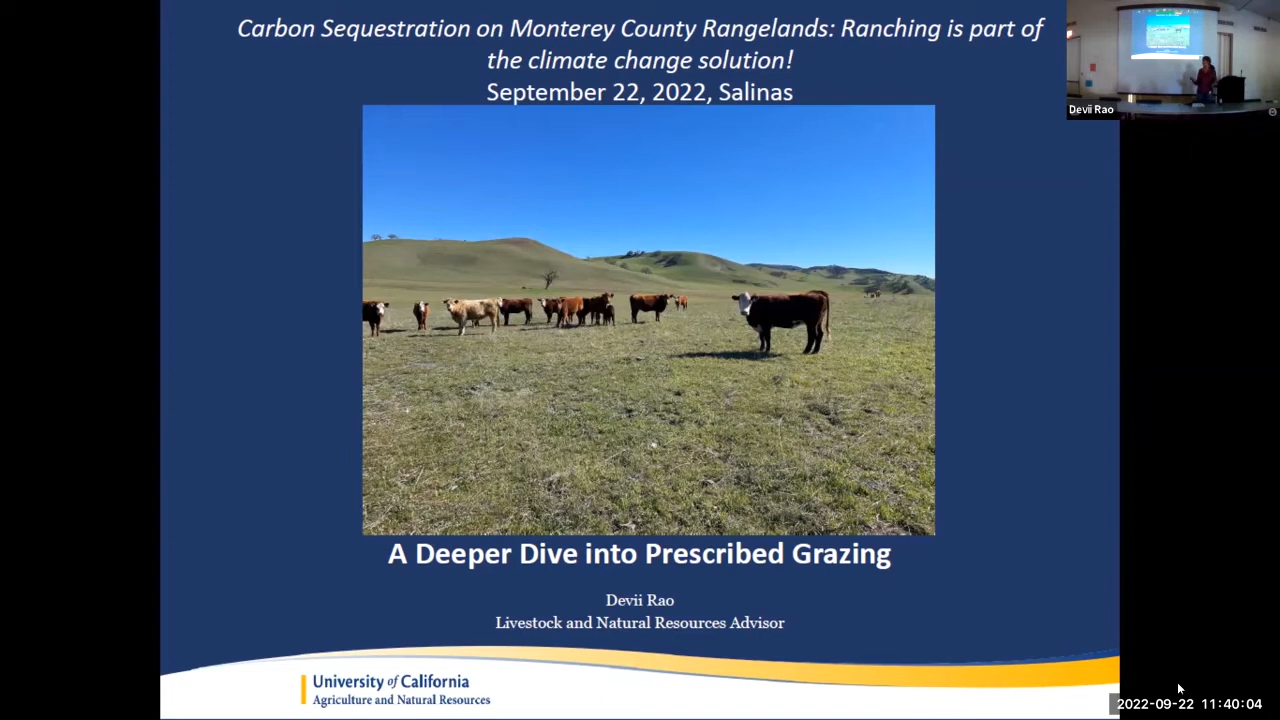 Carbon Sequestration on Monterey County Rangelands: Ranching is part of
the climate change solution!
September 22, 2022, Salinas
Devii Rao
A Deeper Dive into Prescribed Grazing
Devii Rao
Livestock and Natural Resources Advisor
University of California
Agriculture and Natural Resources
2022-09-22 11:40:04